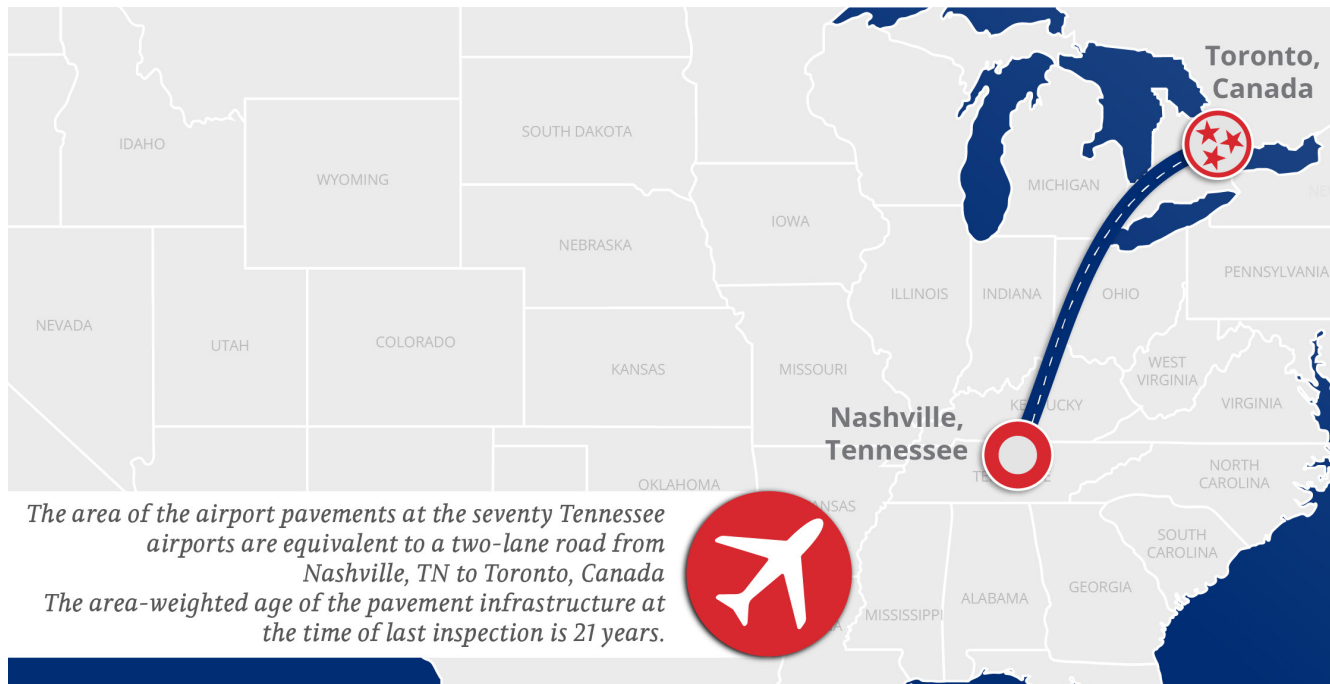 Toronto,
Canada
IDAHO
SOUTH DAKOTA
WYOMING
MICHIGAN
IOWA
NEBRASKA
PENNSYLVANIA
ILLINOIS
INDIANA
OHIO
NEVADA
UTAH
COLORADO
KANSAS
MISSOURI
WEST
VIRGINIA
VIRGINIA
Nashville,
Tennessee
NORTH
CAROLINA
OKLAHOMA
SOUTH
CAROLINA
GEORGIA
ALABAMA
MISSISSIPPI
The area of the airport pavements at the seventy Tennessee
airports are equivalent to a two-lane road from
Nashville, TN to Toronto, Canada
The area-weighted age of the pavement infrastructure at
the time of last inspection is 21 years.